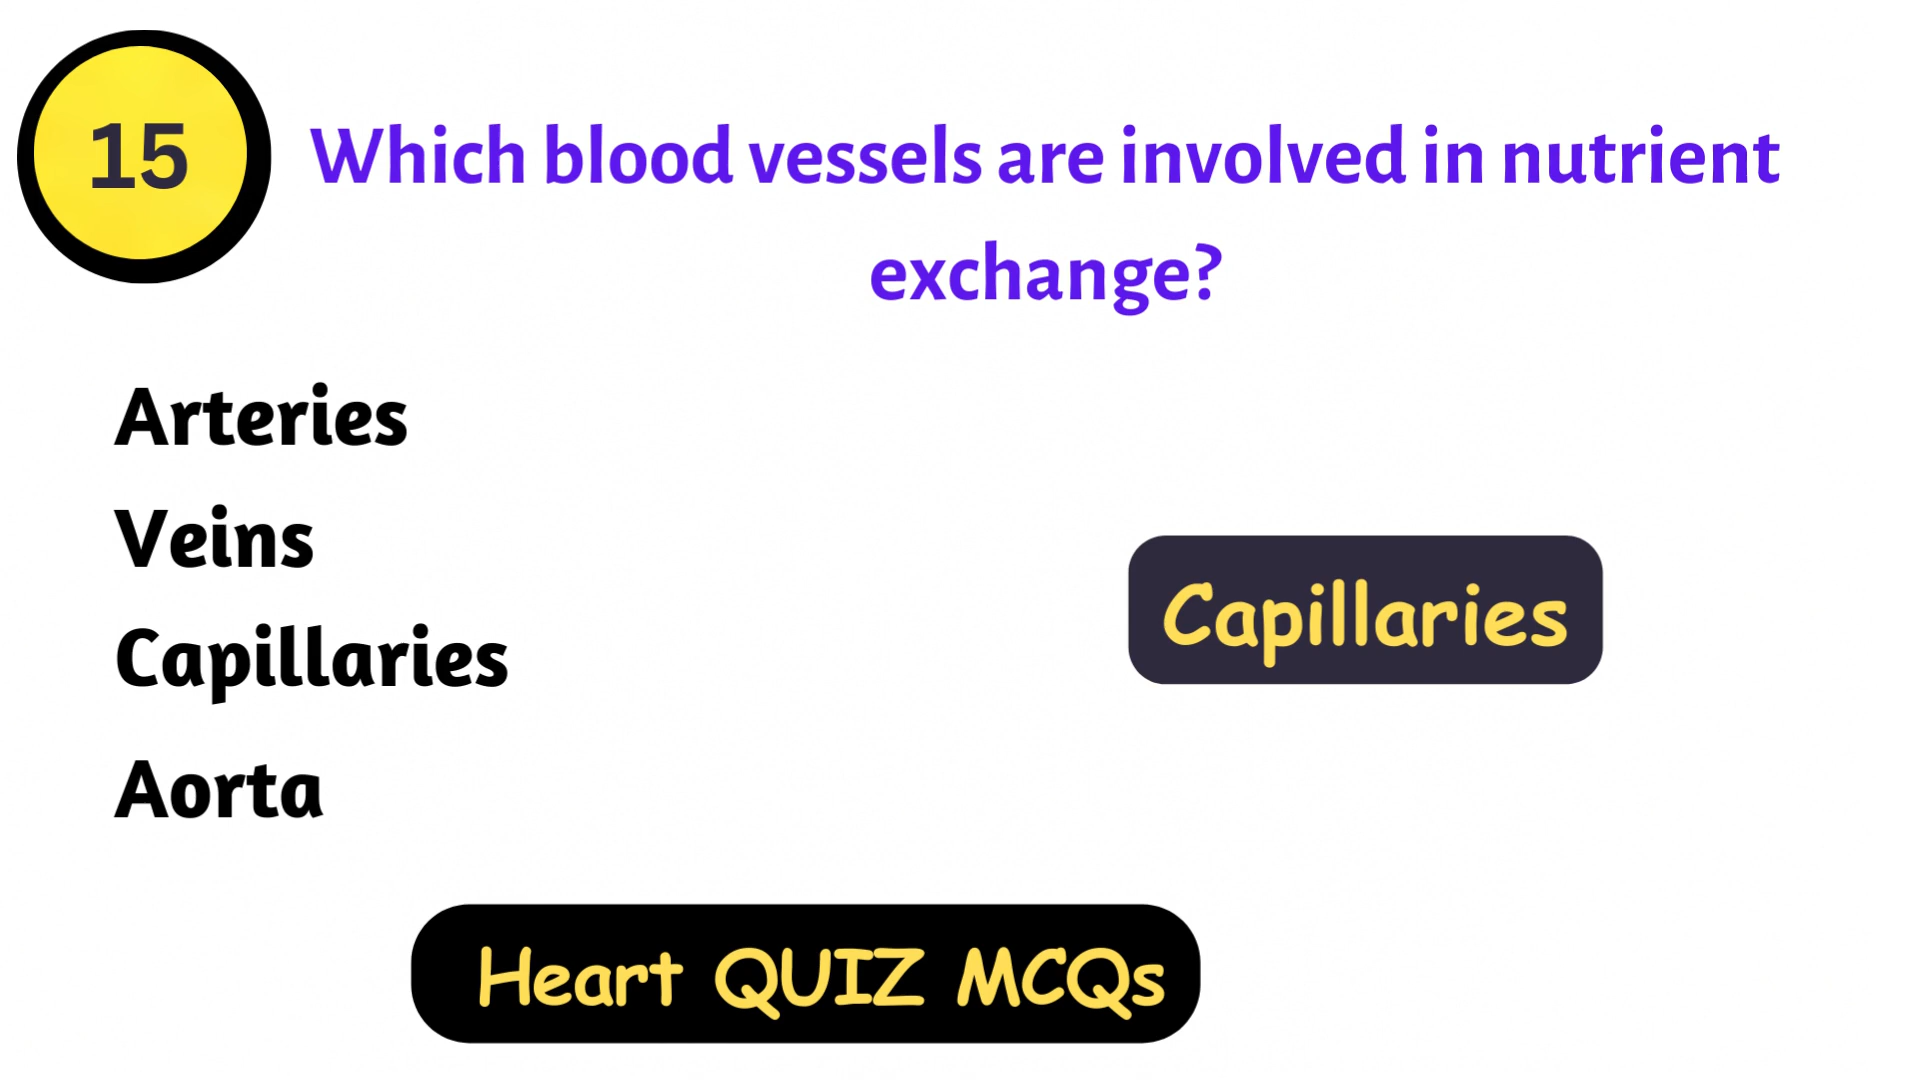 15
Which blood vessels are involved in nutrient
exchange?
Arteries
Veins
Capillaries
Aorta
Capillaries
Heart QUIZ MCQs